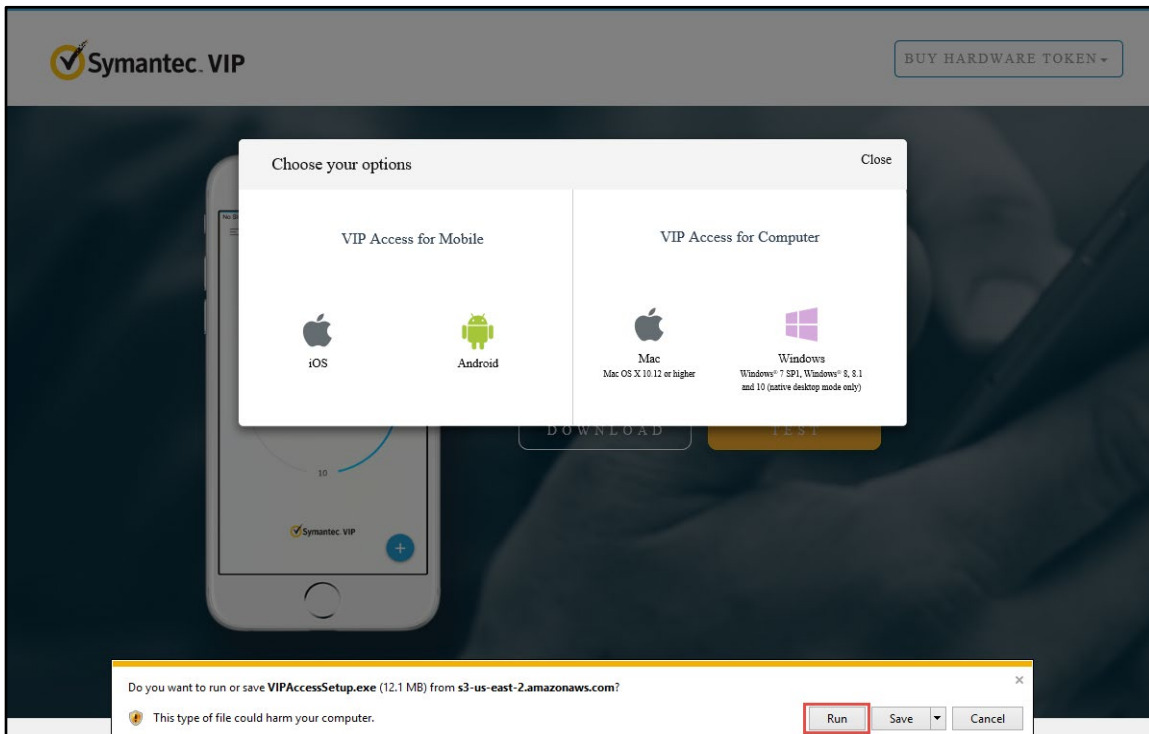 Symantec. VIP
BUY HARDWARE TOKEN
Choose your options
Close
VIP Access for Mobile
VIP Access for Computer
iOS
Android
Mac
Mac OS X 10.12 or higher
Windows
Windows® 7 SP1, Windows® 8, 8.1
and 10 (native desktop mode only)
DOWNLOAD
TEST
10
Symantec VIP
Do you want to run or save VIPAccessSetup.exe (12.1 MB) from s3-us-east-2.amazonaws.com?
This type of file could harm your computer.
Run
Save
Cancel